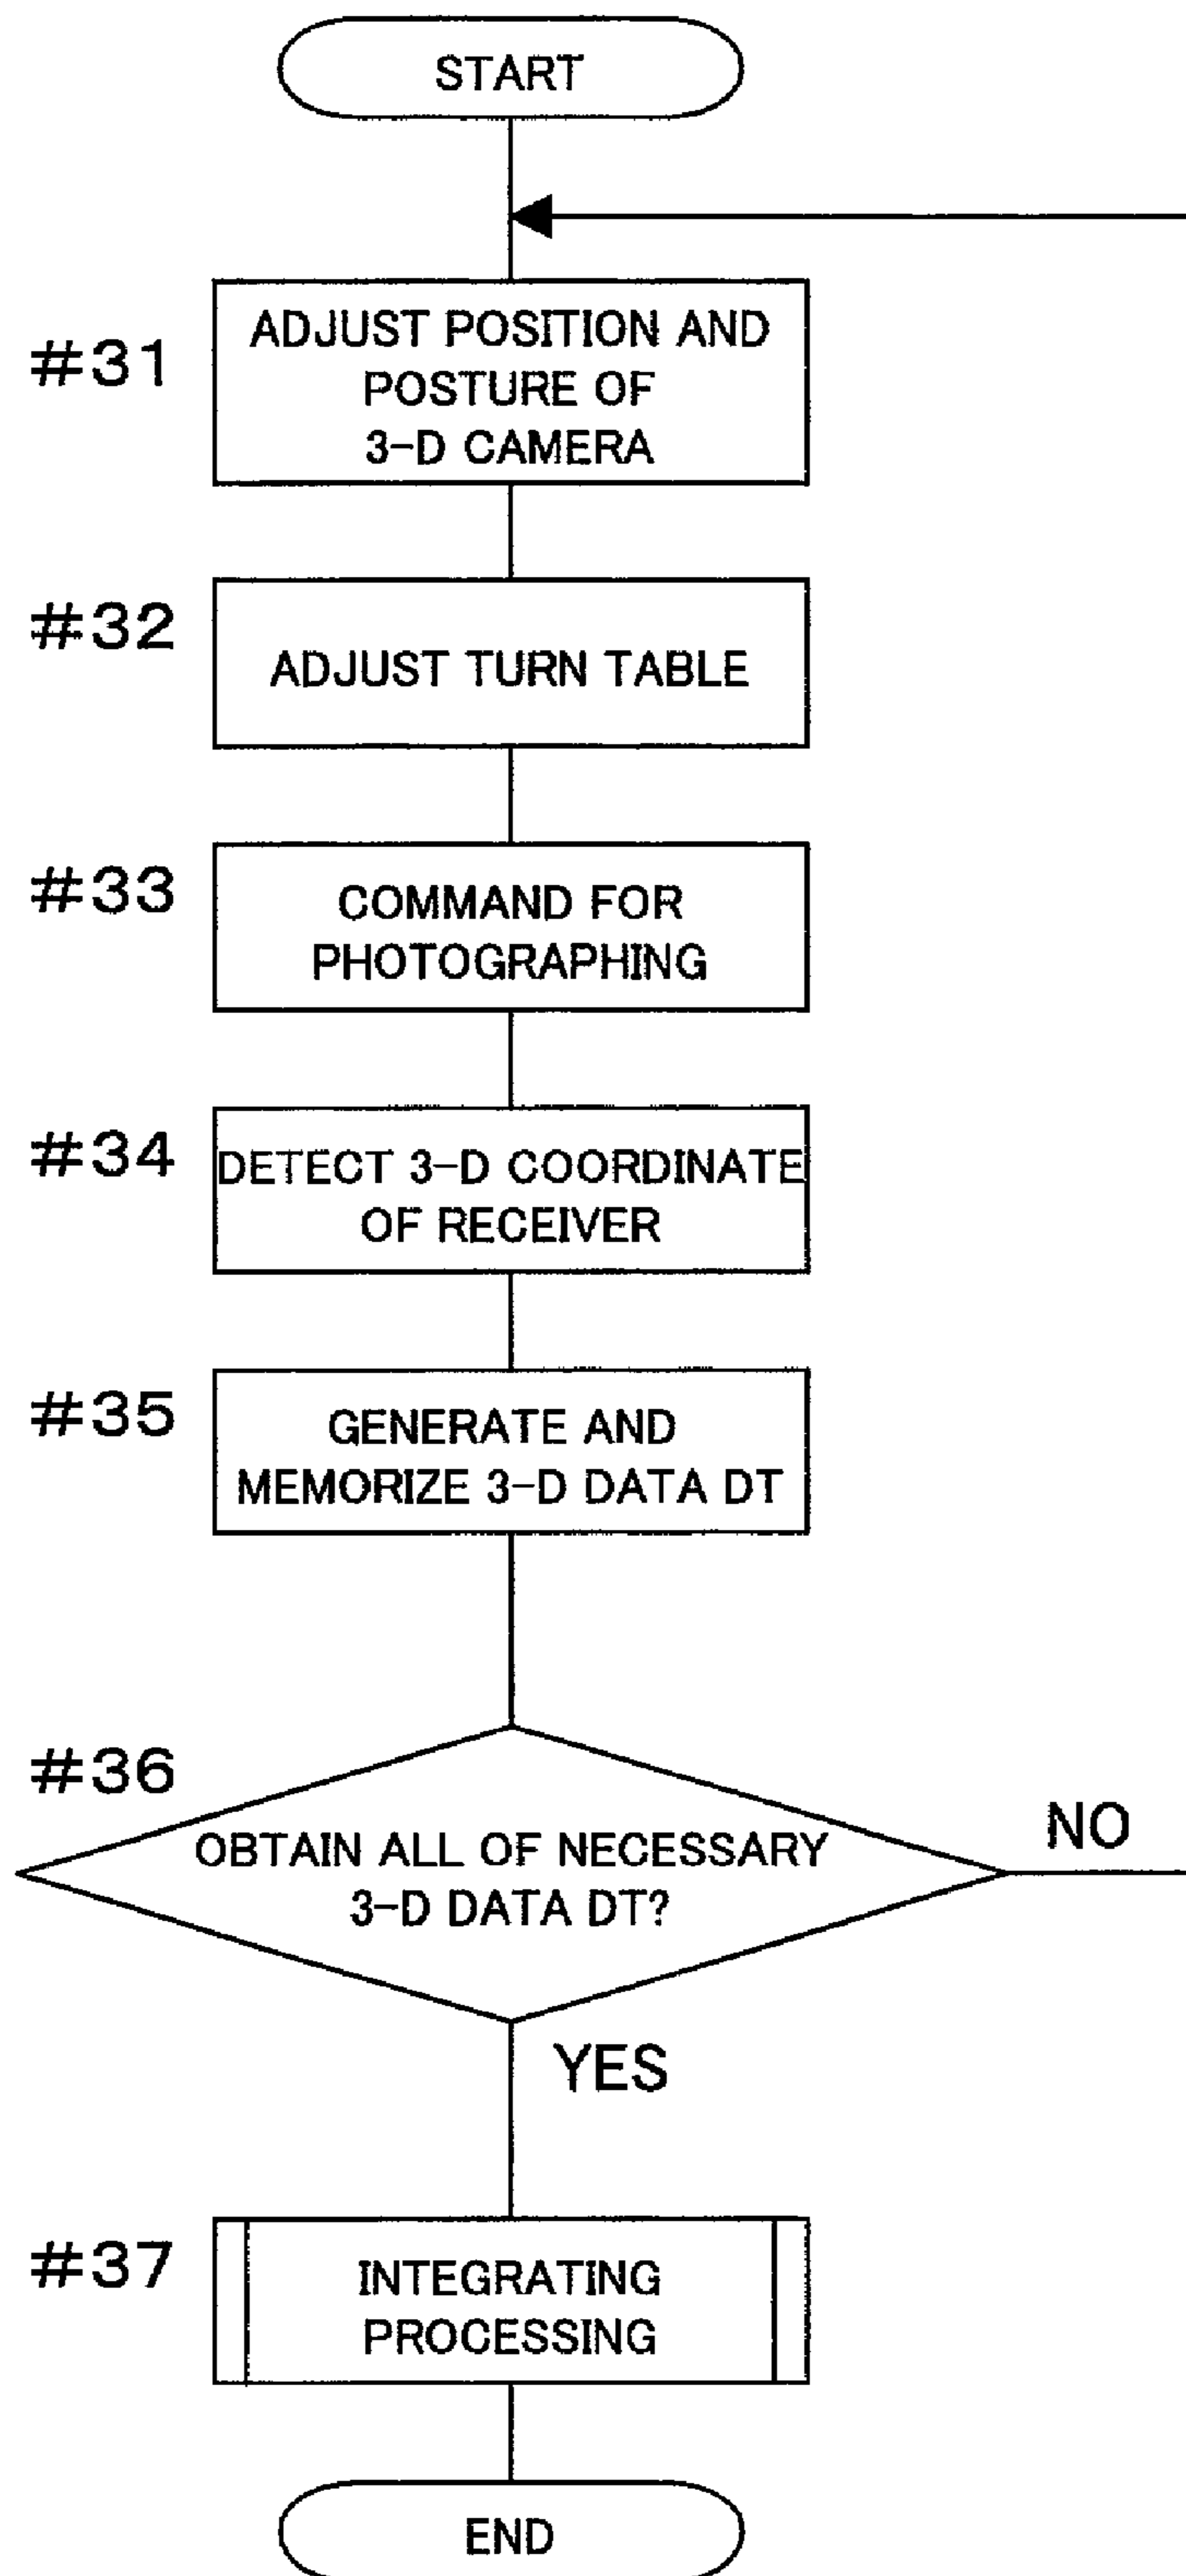 START
#31
ADJUST POSITION AND
POSTURE OF
3-D CAMERA
#32
ADJUST TURN TABLE
#33
COMMAND FOR
PHOTOGRAPHING
#34
DETECT 3-D COORDINATE
OF RECEIVER
#35
GENERATE AND
MEMORIZE 3-D DATA DT
#36
OBTAIN ALL OF NECESSARY
3-D DATA DT?
NO
YES
#37
INTEGRATING
PROCESSING
END